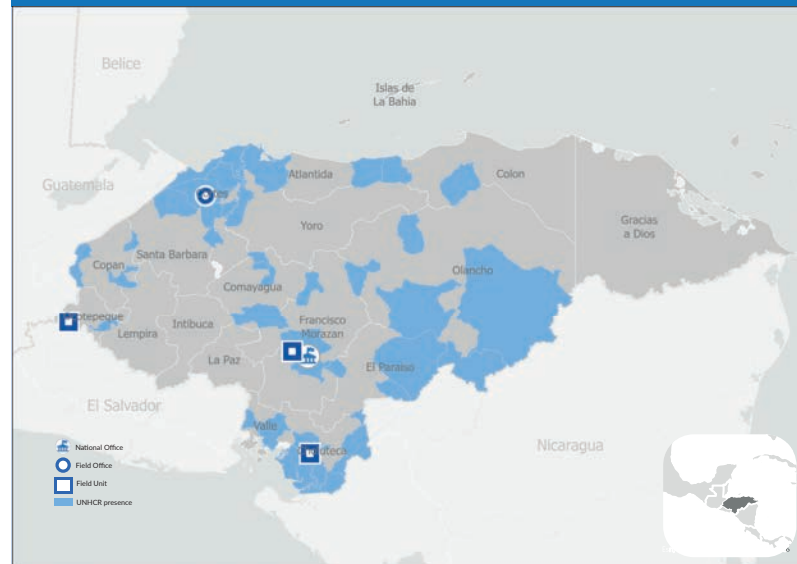 Belice
Islas de
La Bahia
Guatemala
Atlantida
Colon
Gracias
a Dios
Yoro
Santa Barbara
Copan
Olancho
Comayagua
Francisco
Morazan
Intibuca
Lempira
La Paz
El Paraiso
El Salvador
Valle
Nicaragua
National Office
Field Office
Field Unit
UNHCR presence